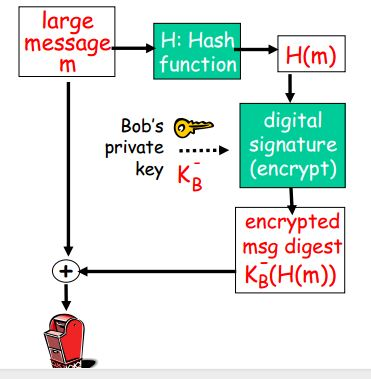 large
message
m
H: Hash
function
H(m)
Bob's
private
key
K⁻B
digital
signature
(encrypt)
encrypted
msg digest
K⁻B(H(m))
+